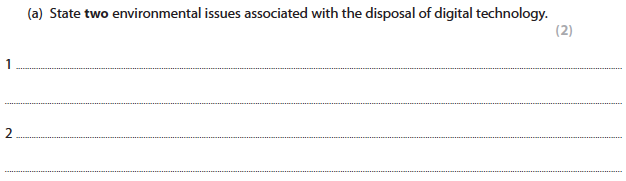 (a) State two environmental issues associated with the disposal of digital technology.
(2)
1
2